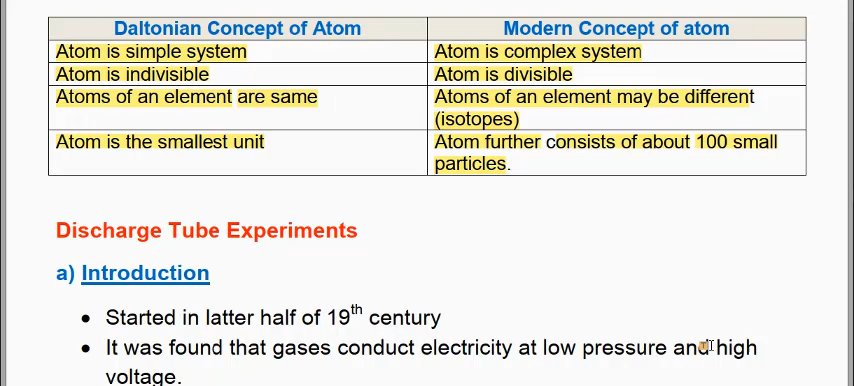 Daltonian Concept of Atom Modern Concept of atom
Atom is simple system Atom is complex system
Atom is indivisible Atom is divisible
Atoms of an element are same Atoms of an element may be different
(isotopes)
Atom is the smallest unit Atom further consists of about 100 small
particles.
Discharge Tube Experiments
a) Introduction
• Started in latter half of 19th century
• It was found that gases conduct electricity at low pressure and high
voltage.